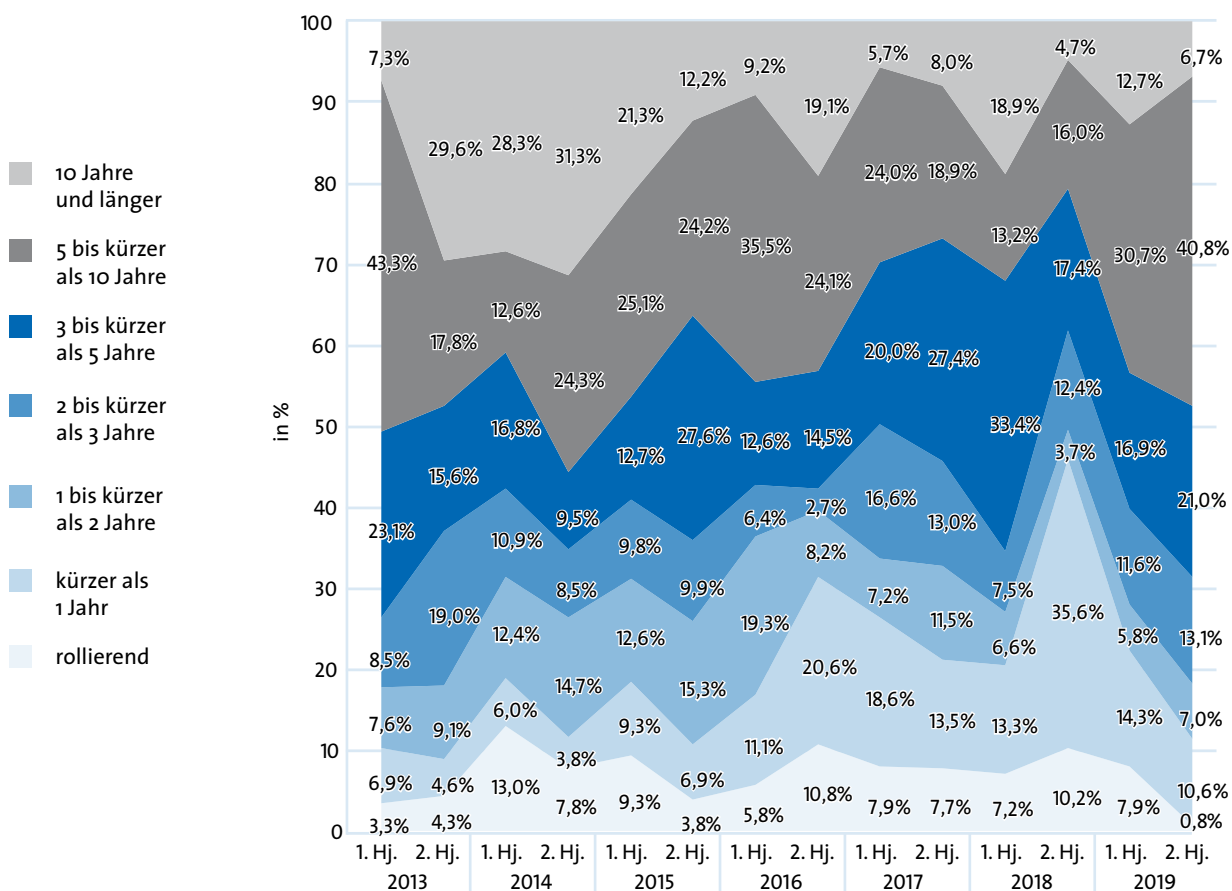 10 Jahre
und länger
5 bis kürzer
als 10 Jahre
3 bis kürzer
als 5 Jahre
2 bis kürzer
als 3 Jahre
1 bis kürzer
als 2 Jahre
kürzer als
1 Jahr
rollierend
in %
100
90
80
70
60
50
40
30
20
10
0
7,3% 29,6% 28,3% 31,3% 21,3% 12,2% 9,2% 19,1% 5,7% 8,0% 18,9% 4,7% 12,7% 6,7%
43,3% 17,8% 12,6% 24,3% 25,1% 24,2% 35,5% 24,1% 24,0% 18,9% 13,2% 16,0% 30,7% 40,8%
23,1% 15,6% 16,8% 9,5% 12,7% 27,6% 12,6% 14,5% 20,0% 27,4% 33,4% 17,4% 16,9% 21,0%
8,5% 19,0% 10,9% 8,5% 9,8% 9,9% 6,4% 2,7% 16,6% 13,0% 7,5% 12,4% 11,6% 13,1%
7,6% 9,1% 12,4% 14,7% 12,6% 15,3% 19,3% 8,2% 7,2% 11,5% 6,6% 3,7% 5,8% 7,0%
6,9% 4,6% 6,0% 3,8% 9,3% 6,9% 11,1% 20,6% 18,6% 13,5% 13,3% 35,6% 14,3% 10,6%
3,3% 4,3% 13,0% 7,8% 9,3% 3,8% 5,8% 10,8% 7,9% 7,7% 7,2% 10,2% 7,9% 0,8%
1. Hj. 2. Hj. 1. Hj. 2. Hj. 1. Hj. 2. Hj. 1. Hj. 2. Hj. 1. Hj. 2. Hj. 1. Hj. 2. Hj. 1. Hj. 2. Hj.
2013 2014 2015 2016 2017 2018 2019